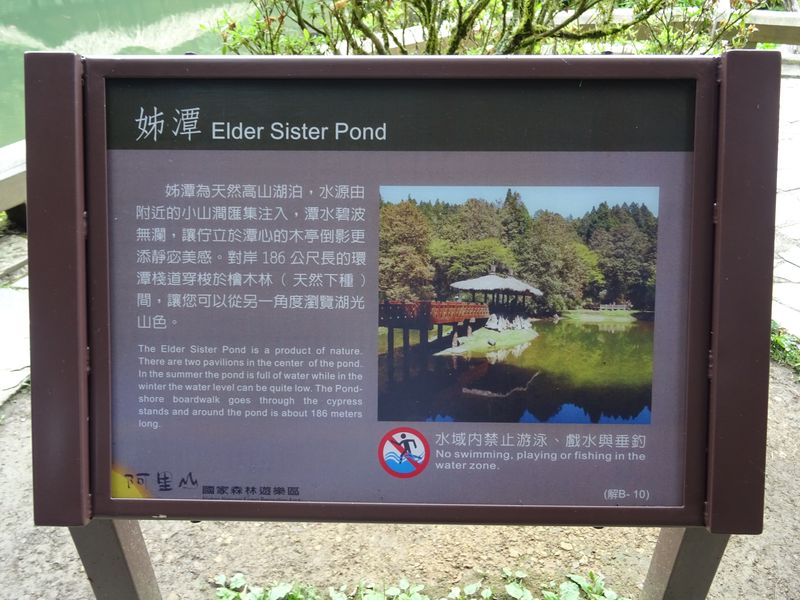 姊潭 Elder Sister Pond
姊潭為天然高山湖泊，水源由
附近的小山澗匯集注入，潭水碧波
無瀾，讓佇立於潭心的木亭倒影更
添靜宓美感。對岸186公尺長的環
潭棧道穿梭於檜木林（天然下種）
間，讓您可以從另一角度瀏覽湖光
山色。
The Elder Sister Pond is a product of nature.
There are two pavilions in the center of the pond.
In the summer the pond is full of water while in the
winter the water level can be quite low. The Pond-
shore boardwalk goes through the cypress
stands and around the pond is about 186 meters
long.
水域內禁止游泳、戲水與垂釣
No swimming, playing or fishing in the
water zone.
阿里山 國家森林遊樂區
(解B-10)